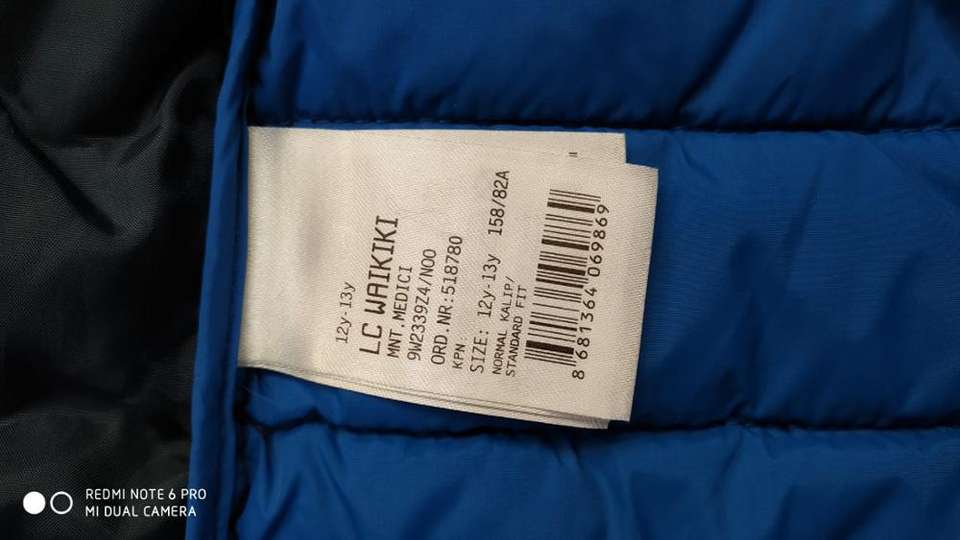 12y-13y
LC WAIKIKI
MNT.MEDICI
9W2339Z4/N00
ORD.NR:518780
KPN
SIZE: 12y-13y 158/82A
NORMAL KALIP/
STANDARD FIT
8 681364 069869
REDMI NOTE 6 PRO
MI DUAL CAMERA